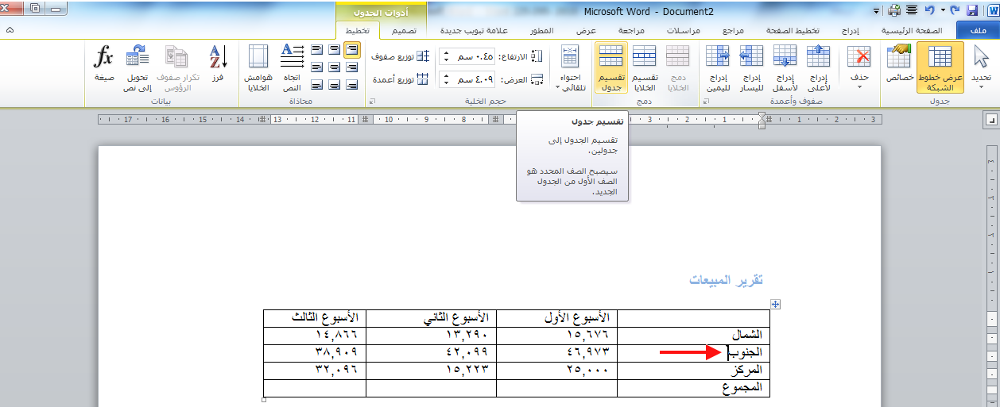 Microsoft Word - Document2
أدوات الجدول
ملف
الصفحة الرئيسية
إدراج
تخطيط الصفحة
مراجع
مراسلات
مراجعة
عرض
المطور
علامة تبويب جديدة
تصميم
تخطيط
تحديد
عرض خطوط الشبكة
خصائص
جدول
حذف
إدراج لأعلى
إدراج لأسفل
إدراج لليسار
إدراج لليمين
صفوف وأعمدة
دمج الخلايا
تقسيم الخلايا
تقسيم جدول
دمج
احتواء تلقائي
الارتفاع: ٠.٤٥ سم
العرض: ٤.٠٩ سم
توزيع صفوف
توزيع أعمدة
حجم الخلية
اتجاه النص
هوامش الخلايا
محاذاة
فرز
تكرار صفوف الرؤوس
تحويل إلى نص
fx
صيغة
بيانات
3 2 1 1 2 3 8 9 10 11 12 13 14 15 16 17
تقسيم جدول
تقسيم الجدول إلى
جدولين.
سيصبح الصف المحدد هو
الصف الأول من الجدول
الجديد.
تقرير المبيعات
الأسبوع الأول الأسبوع الثاني الأسبوع الثالث
الشمال ١٥,٦٧٦ ١٣,٢٩٠ ١٤,٨٦٦
الجنوب ٤٦,٩٧٣ ٤٢,٠٩٩ ٣٨,٩٠٩
المركز ٢٥,٠٠٠ ١٥,٢٢٣ ٣٢,٠٩٦
المجموع